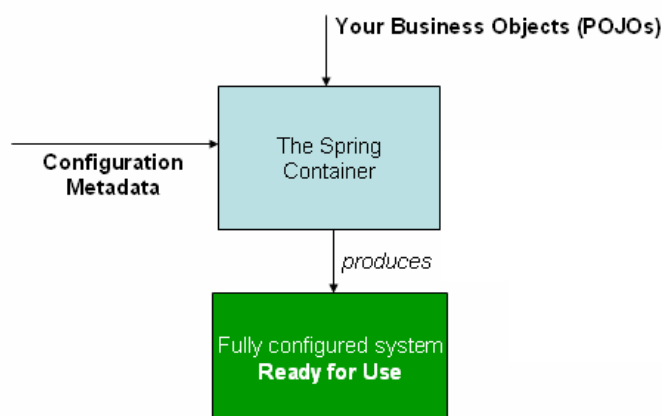 Your Business Objects (POJOs)
The Spring
Container
Configuration
Metadata
produces
Fully configured system
Ready for Use